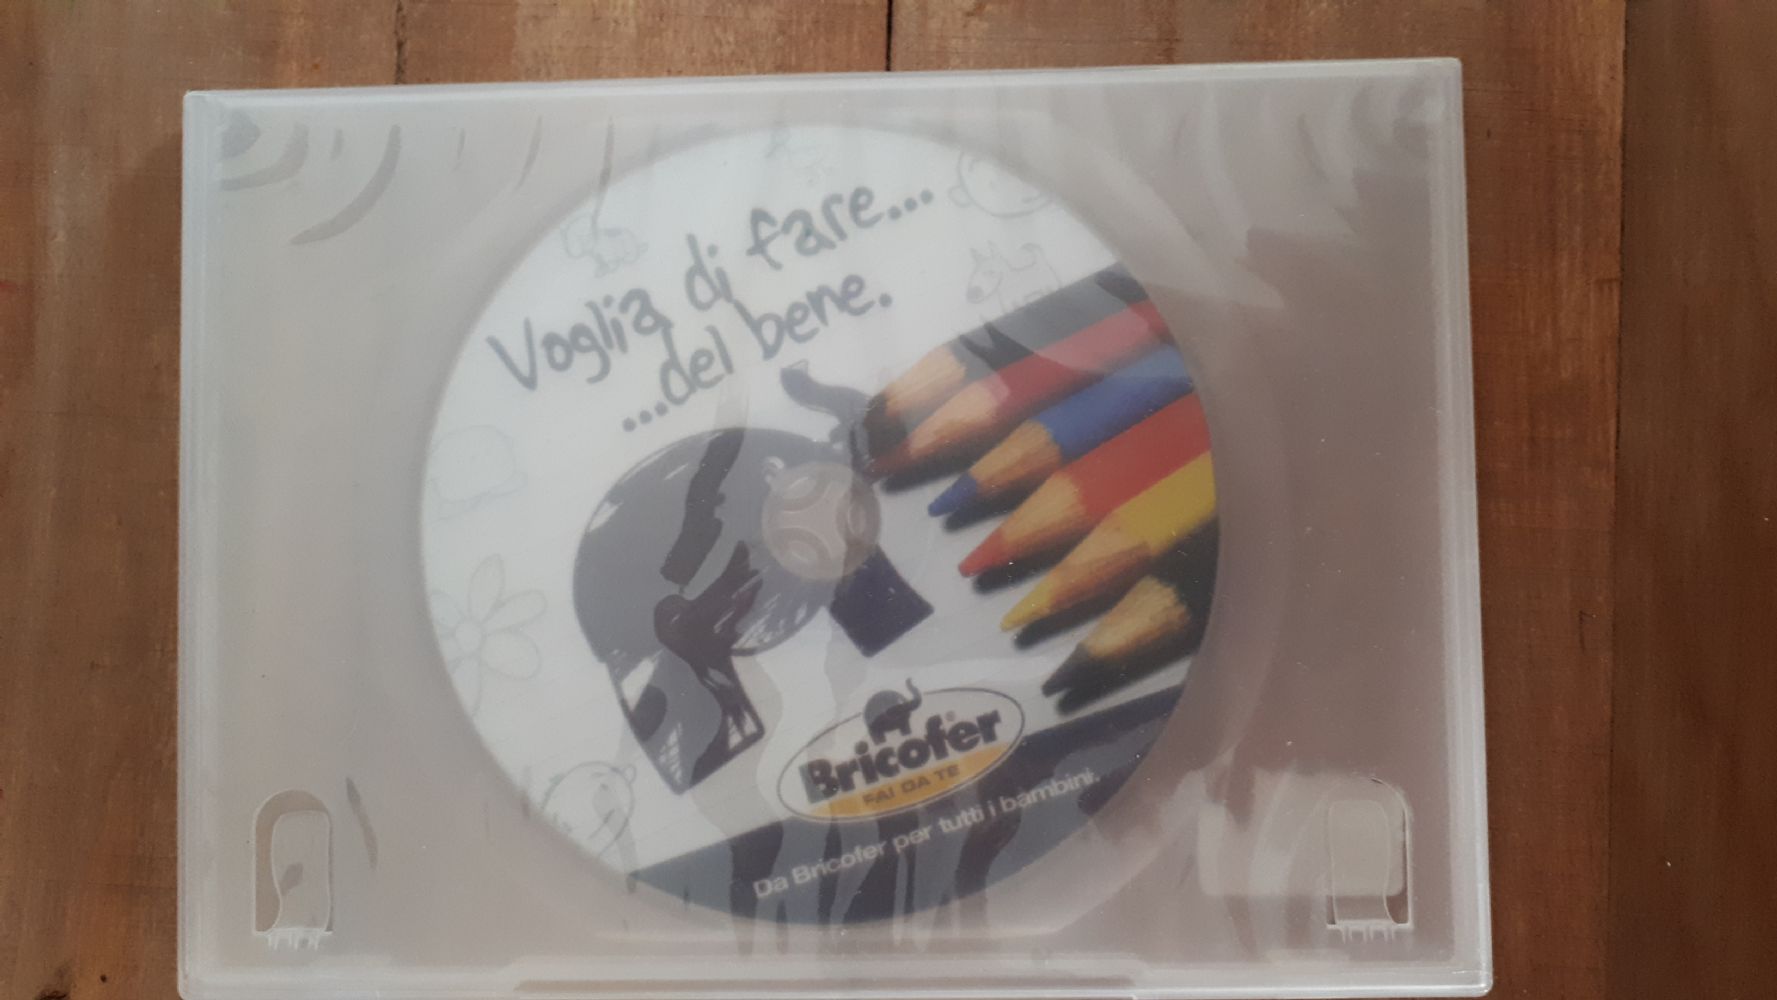 Voglia di fare...
...del bene.
Bricofer
FAI DA TE
Da Bricofer per tutti i bambini.